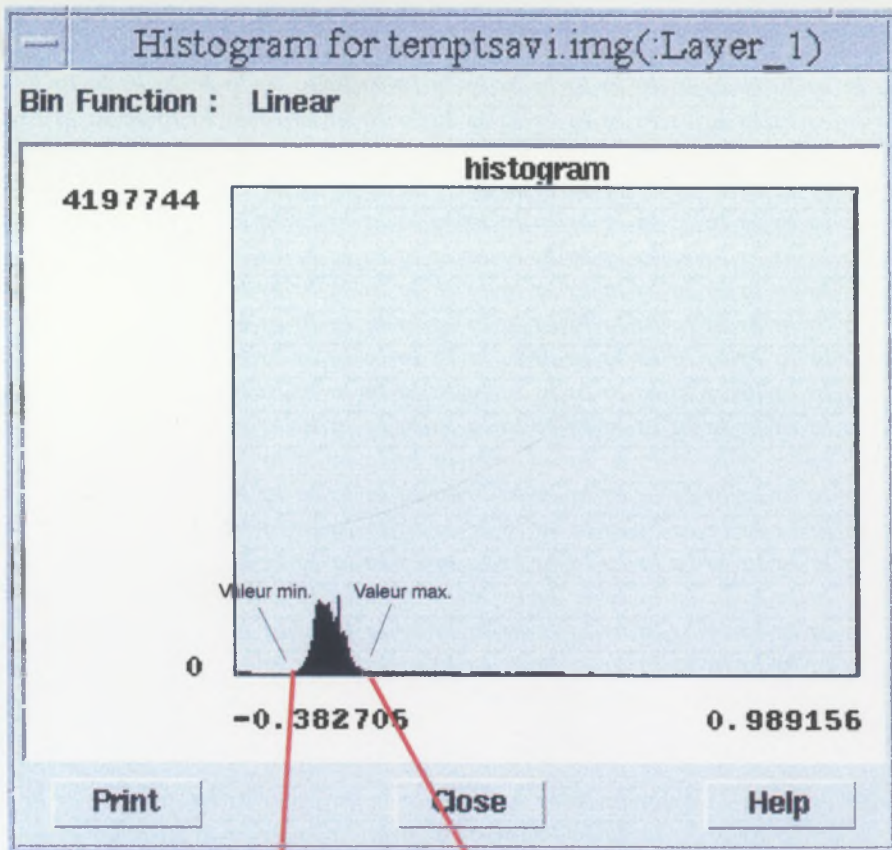 Histogram for temptsavi.img(:Layer_1)
Bin Function : Linear
histogram
4197744
Valeur min. Valeur max.
0
-0.382705 0.989156
Print Close Help